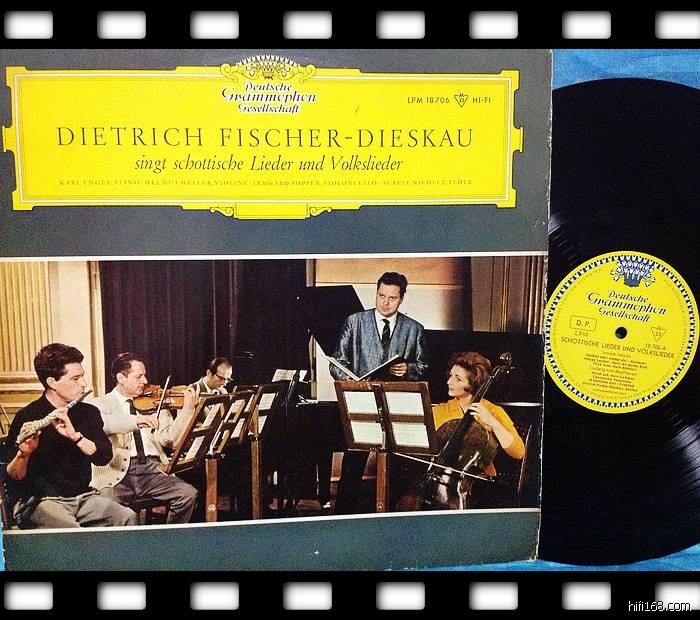 Deutsche
Grammophon
Gesellschaft
LPM 18706 HI-FI
DIETRICH FISCHER-DIESKAU
singt schottische Lieder und Volkslieder
KARL ENGEL, PIANO · HELMUT HELLER, VIOLINE · IRMGARD POPPEN, VIOLONCELLO · AURÈLE NICOLET, FLÖTE
Deutsche
Grammophon
Gesellschaft
D.P.
LPM
18 706-A
SCHOTTISCHE LIEDER UND VOLKSLIEDER
Joseph Haydn
hifi168.com